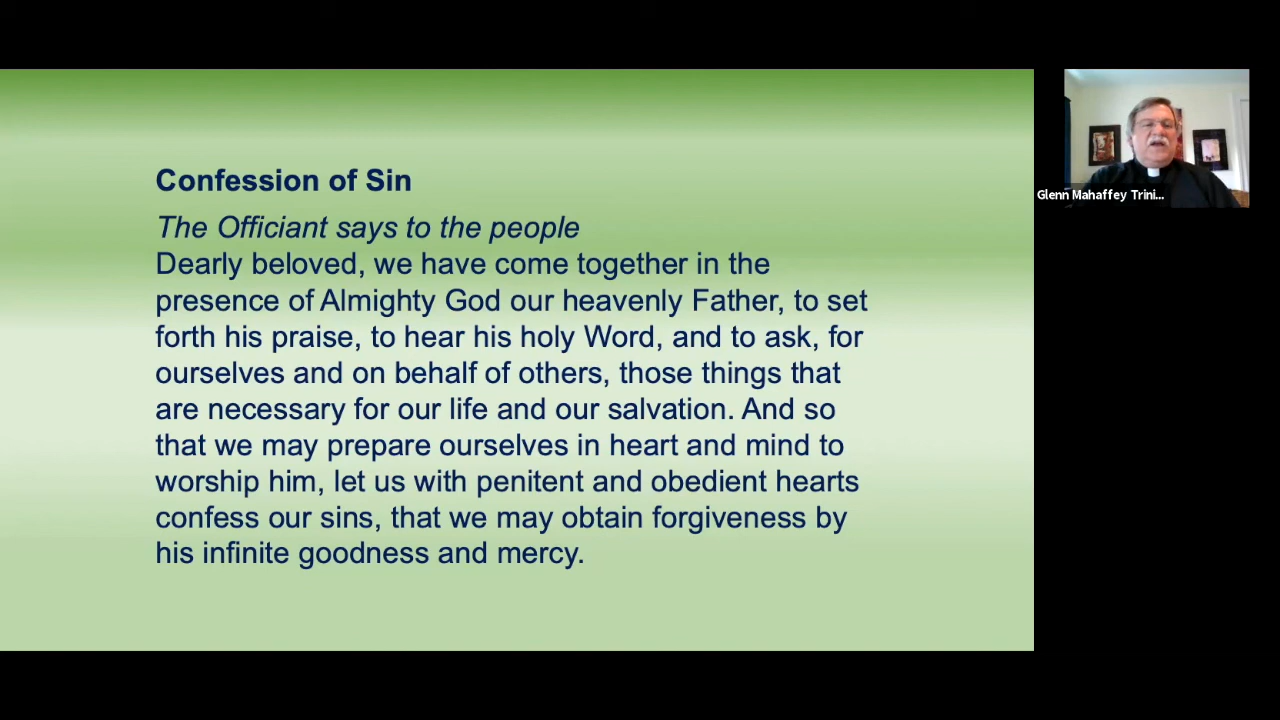 Confession of Sin
The Officiant says to the people
Dearly beloved, we have come together in the
presence of Almighty God our heavenly Father, to set
forth his praise, to hear his holy Word, and to ask, for
ourselves and on behalf of others, those things that
are necessary for our life and our salvation. And so
that we may prepare ourselves in heart and mind to
worship him, let us with penitent and obedient hearts
confess our sins, that we may obtain forgiveness by
his infinite goodness and mercy.
Glenn Mahaffey Trini...